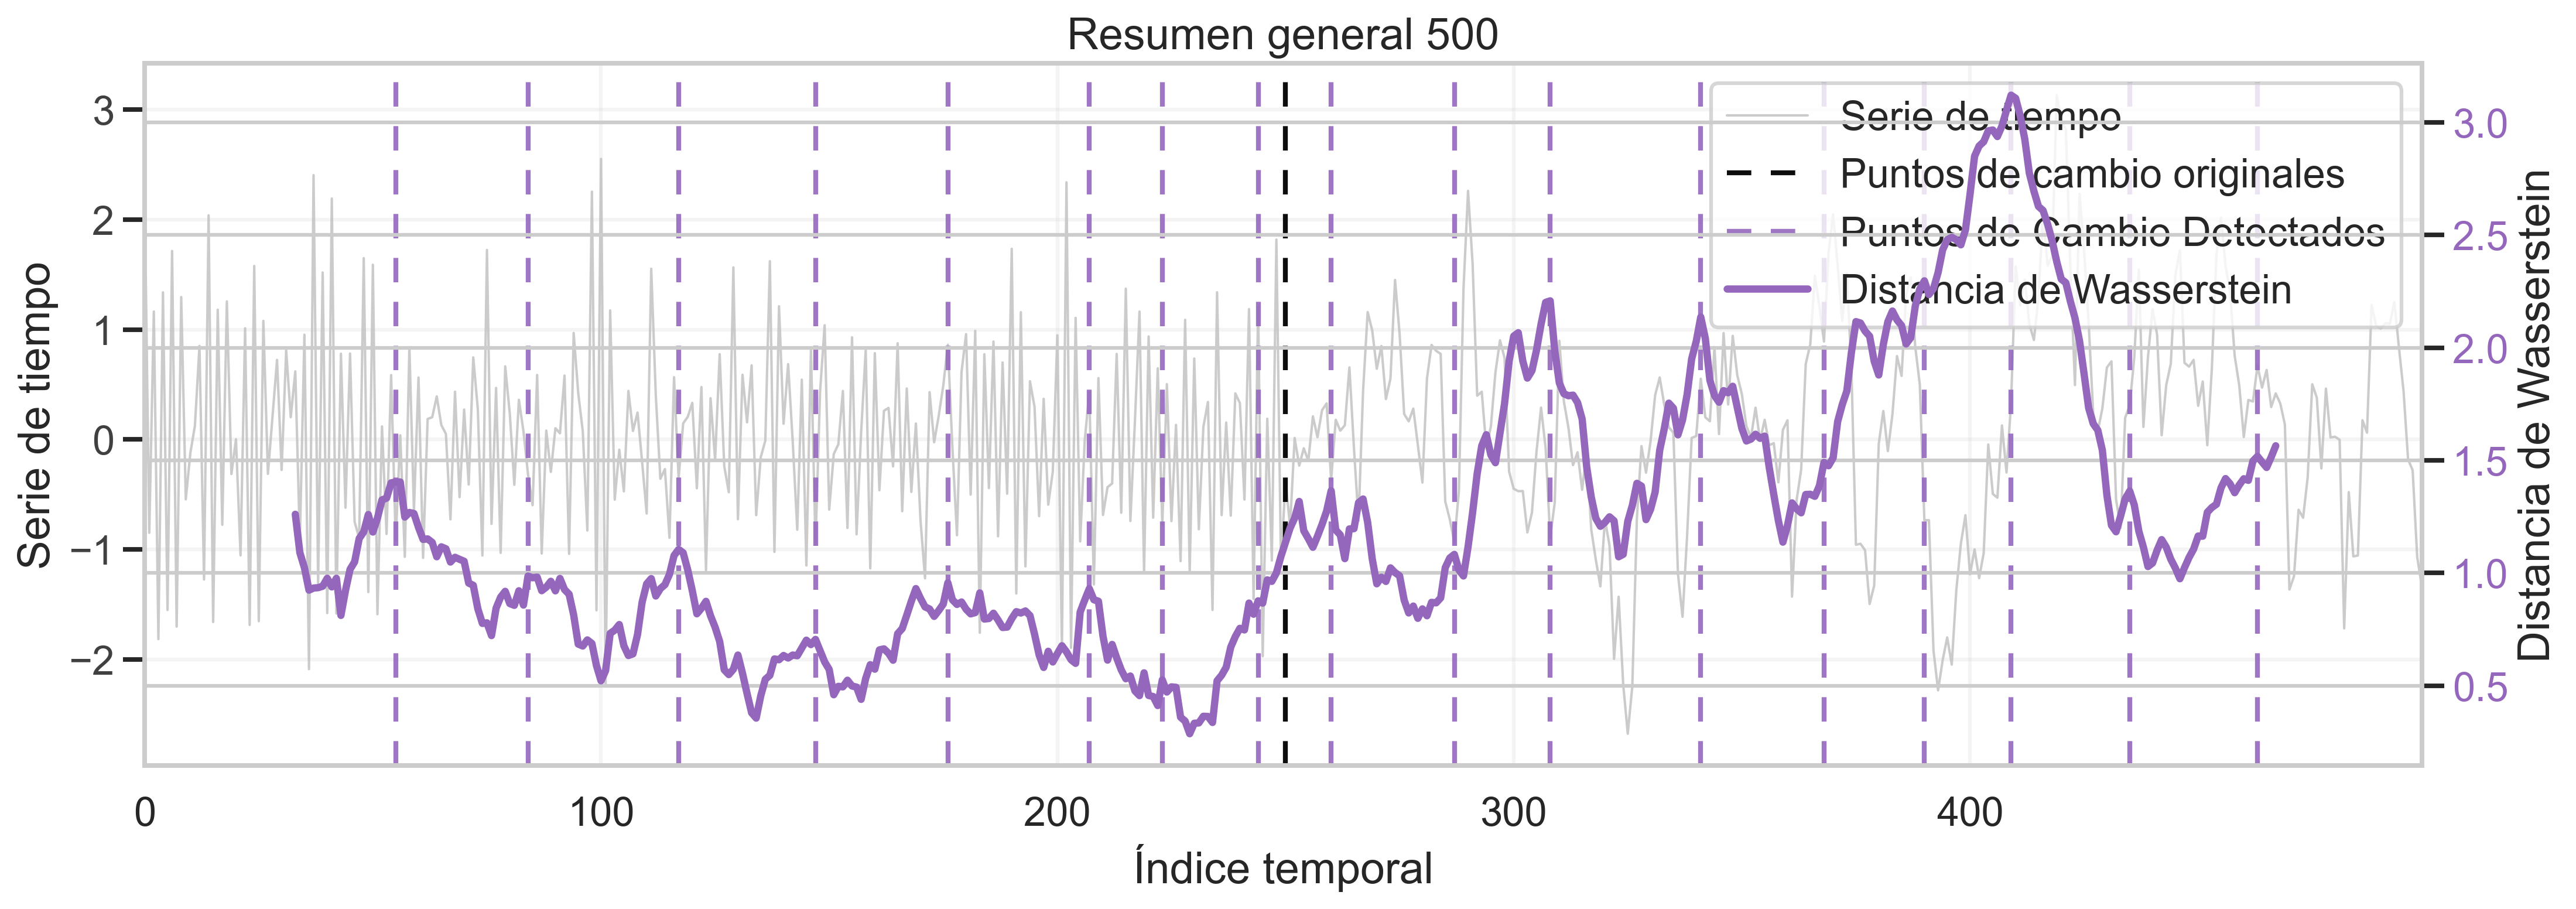 Resumen general 500
Serie de tiempo
3
2
1
0
−1
−2
0
100
200
300
400
Índice temporal
3.0
2.5
2.0
1.5
1.0
0.5
Distancia de Wasserstein
Serie de tiempo
Puntos de cambio originales
Puntos de Cambio Detectados
Distancia de Wasserstein